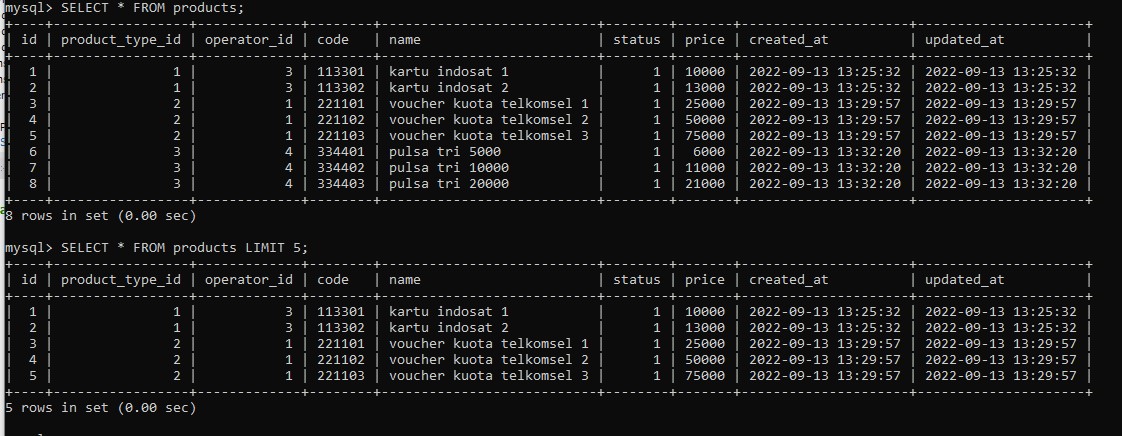 mysql> SELECT * FROM products;
+----+-----------------+-------------+--------+---------------------------+--------+-------+---------------------+---------------------+
| id | product_type_id | operator_id | code   | name                      | status | price | created_at          | updated_at          |
+----+-----------------+-------------+--------+---------------------------+--------+-------+---------------------+---------------------+
|  1 |               1 |           3 | 113301 | kartu indosat 1           |      1 | 10000 | 2022-09-13 13:25:32 | 2022-09-13 13:25:32 |
|  2 |               1 |           3 | 113302 | kartu indosat 2           |      1 | 13000 | 2022-09-13 13:25:32 | 2022-09-13 13:25:32 |
|  3 |               2 |           1 | 221101 | voucher kuota telkomsel 1 |      1 | 25000 | 2022-09-13 13:29:57 | 2022-09-13 13:29:57 |
|  4 |               2 |           1 | 221102 | voucher kuota telkomsel 2 |      1 | 50000 | 2022-09-13 13:29:57 | 2022-09-13 13:29:57 |
|  5 |               2 |           1 | 221103 | voucher kuota telkomsel 3 |      1 | 75000 | 2022-09-13 13:29:57 | 2022-09-13 13:29:57 |
|  6 |               3 |           4 | 334401 | pulsa tri 5000            |      1 |  6000 | 2022-09-13 13:32:20 | 2022-09-13 13:32:20 |
|  7 |               3 |           4 | 334402 | pulsa tri 10000           |      1 | 11000 | 2022-09-13 13:32:20 | 2022-09-13 13:32:20 |
|  8 |               3 |           4 | 334403 | pulsa tri 20000           |      1 | 21000 | 2022-09-13 13:32:20 | 2022-09-13 13:32:20 |
+----+-----------------+-------------+--------+---------------------------+--------+-------+---------------------+---------------------+
8 rows in set (0.00 sec)
mysql> SELECT * FROM products LIMIT 5;
+----+-----------------+-------------+--------+---------------------------+--------+-------+---------------------+---------------------+
| id | product_type_id | operator_id | code   | name                      | status | price | created_at          | updated_at          |
+----+-----------------+-------------+--------+---------------------------+--------+-------+---------------------+---------------------+
|  1 |               1 |           3 | 113301 | kartu indosat 1           |      1 | 10000 | 2022-09-13 13:25:32 | 2022-09-13 13:25:32 |
|  2 |               1 |           3 | 113302 | kartu indosat 2           |      1 | 13000 | 2022-09-13 13:25:32 | 2022-09-13 13:25:32 |
|  3 |               2 |           1 | 221101 | voucher kuota telkomsel 1 |      1 | 25000 | 2022-09-13 13:29:57 | 2022-09-13 13:29:57 |
|  4 |               2 |           1 | 221102 | voucher kuota telkomsel 2 |      1 | 50000 | 2022-09-13 13:29:57 | 2022-09-13 13:29:57 |
|  5 |               2 |           1 | 221103 | voucher kuota telkomsel 3 |      1 | 75000 | 2022-09-13 13:29:57 | 2022-09-13 13:29:57 |
+----+-----------------+-------------+--------+---------------------------+--------+-------+---------------------+---------------------+
5 rows in set (0.00 sec)